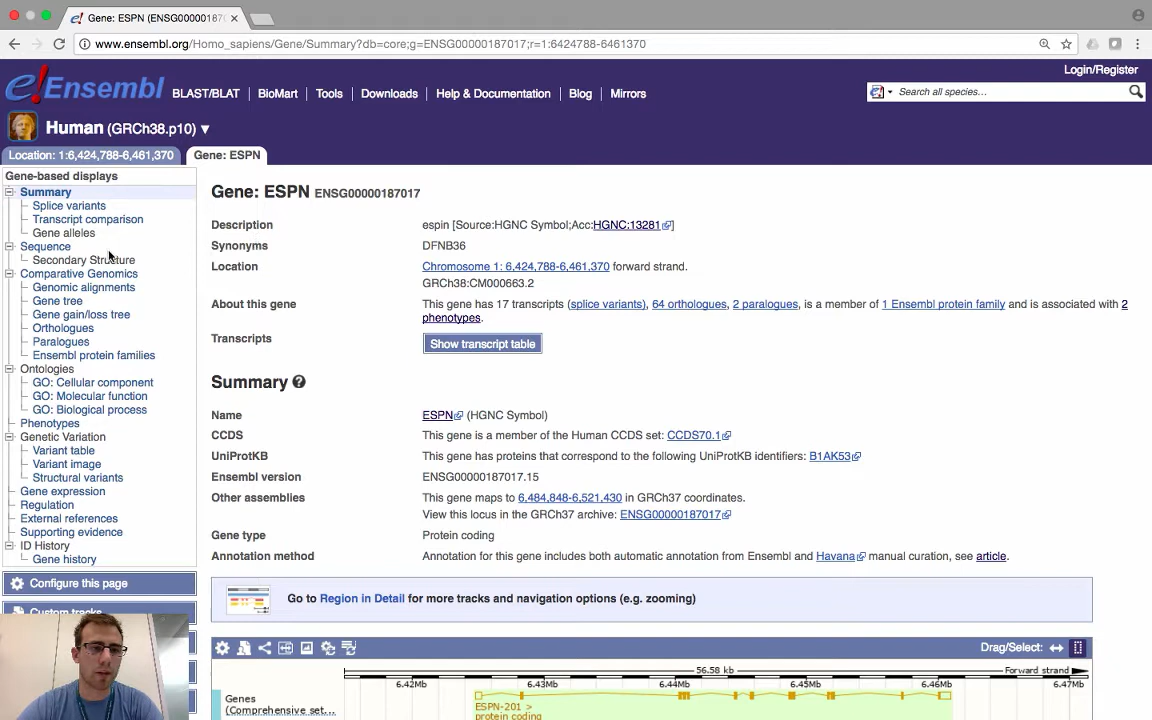 Gene: ESPN (ENSG00000187017
www.ensembl.org/Homo_sapiens/Gene/Summary?db=core;g=ENSG00000187017;r=1:6424788-6461370
Login/Register
e!Ensembl BLAST/BLAT | BioMart | Tools | Downloads | Help & Documentation | Blog | Mirrors
Search all species...
Human (GRCh38.p10) ▼
Location: 1:6,424,788-6,461,370
Gene: ESPN
Gene-based displays
Summary
Splice variants
Transcript comparison
Gene alleles
Sequence
Secondary Structure
Comparative Genomics
Genomic alignments
Gene tree
Gene gain/loss tree
Orthologues
Paralogues
Ensembl protein families
Ontologies
GO: Cellular component
GO: Molecular function
GO: Biological process
Phenotypes
Genetic Variation
Variant table
Variant image
Structural variants
Gene expression
Regulation
External references
Supporting evidence
ID History
Gene history
Configure this page
Custom tracks
Gene: ESPN ENSG00000187017
Description espin [Source:HGNC Symbol;Acc:HGNC:13281]
Synonyms DFNB36
Location Chromosome 1: 6,424,788-6,461,370 forward strand.
GRCh38:CM000663.2
About this gene This gene has 17 transcripts (splice variants), 64 orthologues, 2 paralogues, is a member of 1 Ensembl protein family and is associated with 2
phenotypes.
Transcripts Show transcript table
Summary
Name ESPN (HGNC Symbol)
CCDS This gene is a member of the Human CCDS set: CCDS70.1
UniProtKB This gene has proteins that correspond to the following UniProtKB identifiers: B1AK53
Ensembl version ENSG00000187017.15
Other assemblies This gene maps to 6,484,848-6,521,430 in GRCh37 coordinates.
View this locus in the GRCh37 archive: ENSG00000187017
Gene type Protein coding
Annotation method Annotation for this gene includes both automatic annotation from Ensembl and Havana manual curation, see article.
Go to Region in Detail for more tracks and navigation options (e.g. zooming)
Drag/Select:
56.58 kb Forward strand
6.42Mb 6.43Mb 6.44Mb 6.45Mb 6.46Mb 6.47Mb
Genes
(Comprehensive set...
ESPN-201 >
protein coding